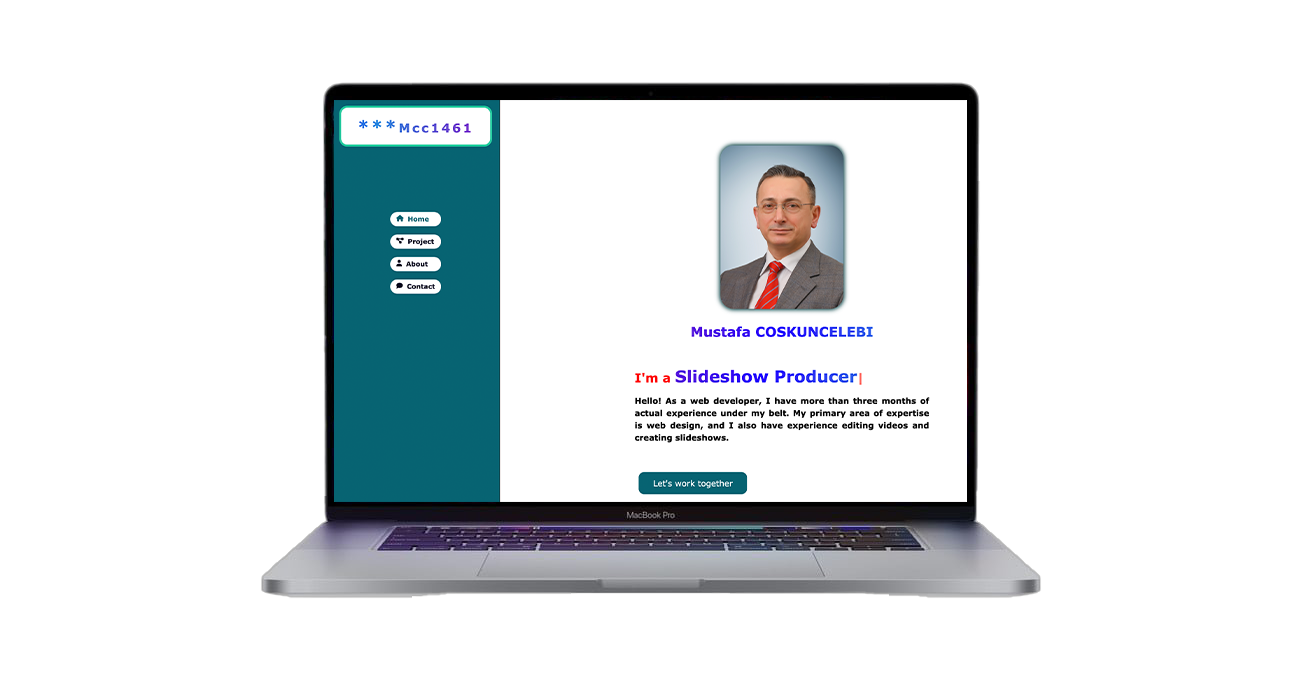 ***Mcc1461
Home
Project
About
Contact
Mustafa COSKUNCELEBI
I'm a Slideshow Producer|
Hello! As a web developer, I have more than three months of
actual experience under my belt. My primary area of expertise
is web design, and I also have experience editing videos and
creating slideshows.
Let's work together
MacBook Pro